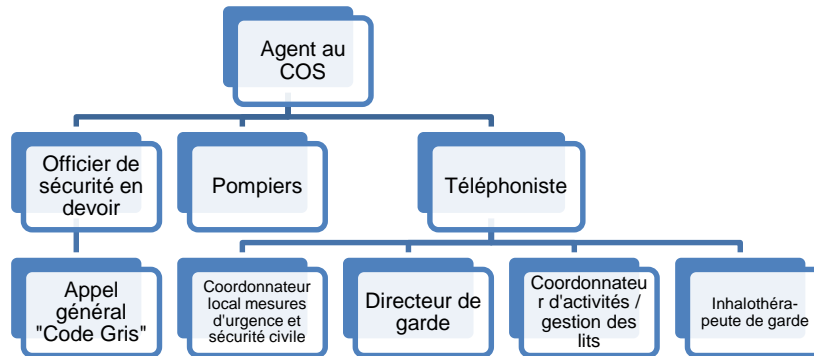 Agent au
COS
Officier de
sécurité en
devoir
Pompiers
Téléphoniste
Appel
général
"Code Gris"
Coordonnateur
local mesures
d'urgence et
sécurité civile
Directeur de
garde
Coordonnateu
r d'activités /
gestion des
lits
Inhalothéra-
peute de garde